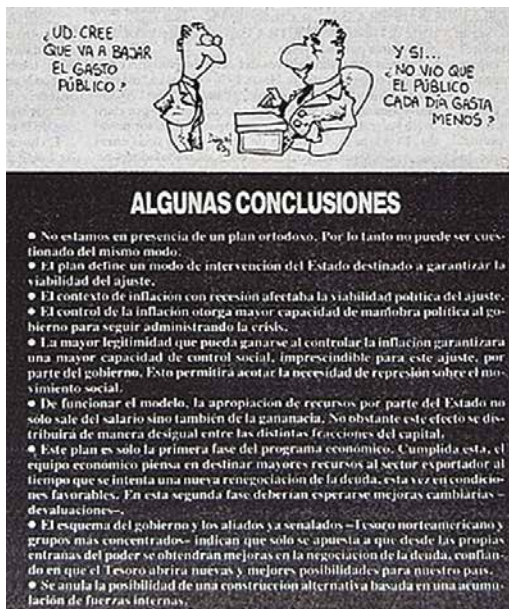 ¿UD. CREE
QUE VA A BAJAR
EL GASTO
PÚBLICO?
Y SI...
¿NO VIO QUE
EL PÚBLICO
CADA DÍA GASTA
MENOS?
ALGUNAS CONCLUSIONES
● No estamos en presencia de un plan ortodoxo. Por lo tanto no puede ser cues-
tionado del mismo modo.
● El plan define un modo de intervención del Estado destinado a garantizar la
viabilidad del ajuste.
● El contexto de inflación con recesión afectaba la viabilidad política del ajuste.
● El control de la inflación otorga mayor capacidad de maniobra política al go-
bierno para seguir administrando la crisis.
● La mayor legitimidad que pueda ganarse al controlar la inflación garantizara
una mayor capacidad de control social, imprescindible para este ajuste, por
parte del gobierno. Esto permitirá acotar la necesidad de represión sobre el mo-
vimiento social.
● De funcionar el modelo, la apropiación de recursos por parte del Estado no
sólo sale del salario sino también de la gananacia. No obstante este efecto se dis-
tribuirá de manera desigual entre las distintas fracciones del capital.
● Este plan es sólo la primera fase del programa económico. Cumplida esta, el
equipo económico piensa en destinar mayores recursos al sector exportador al
tiempo que se intenta una nueva renegociación de la deuda, esta vez en condicio-
nes favorables. En esta segunda fase deberían esperarse mejoras cambiarias –
devaluaciones–.
● El esquema del gobierno y los aliados ya señalados –Tesoro norteamericano y
grupos más concentrados– indican que sólo se apuesta a que desde las propias
entrañas del poder se obtendrán mejoras en la negociación de la deuda, confian-
do en que el Tesoro abrirá nuevas y mejores posibilidades para nuestro país.
● Se anula la posibilidad de una construcción alternativa basada en una acumu-
lación de fuerzas internas.